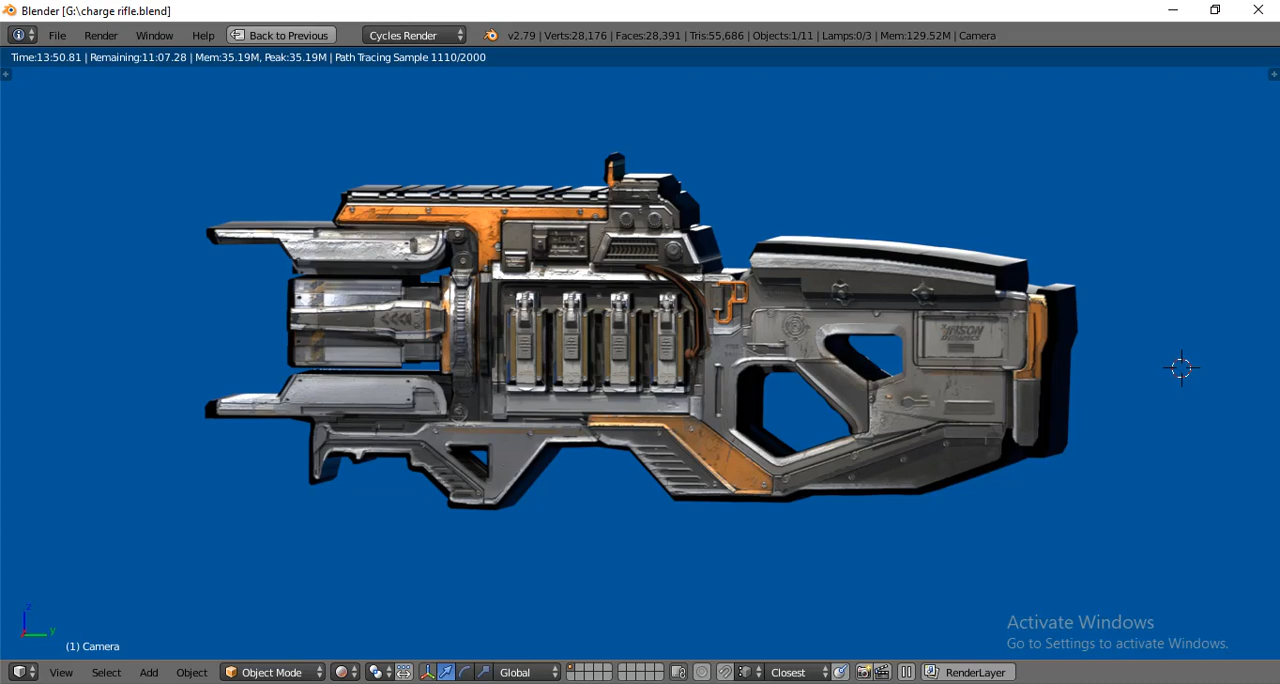 Blender [G:\charge rifle.blend]
File Render Window Help Back to Previous Cycles Render v2.79 | Verts:28,176 | Faces:28,391 | Tris:55,686 | Objects:1/11 | Lamps:0/3 | Mem:129.52M | Camera
Time:13:50.81 | Remaining:11:07.28 | Mem:35.19M, Peak:35.19M | Path Tracing Sample 1110/2000
z
y
(1) Camera
Activate Windows
Go to Settings to activate Windows.
View Select Add Object Object Mode Global Closest RenderLayer